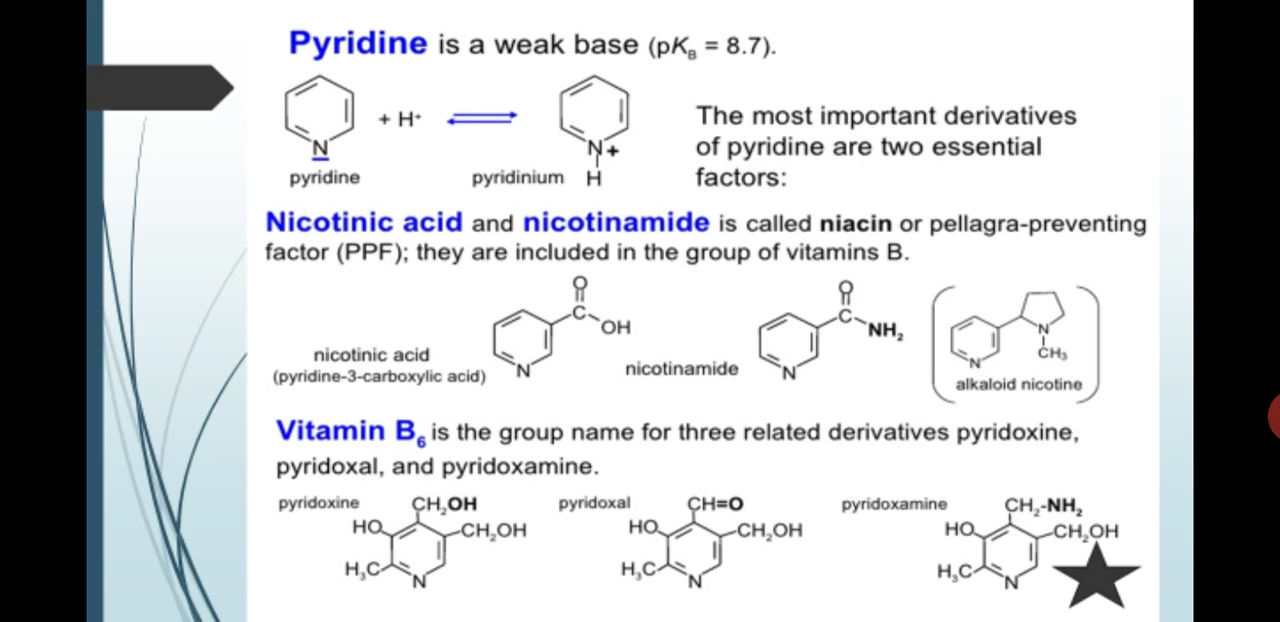 Pyridine is a weak base (pK_B = 8.7).
N
+ H⁺
N+
H
pyridine
pyridinium
The most important derivatives
of pyridine are two essential
factors:
Nicotinic acid and nicotinamide is called niacin or pellagra-preventing
factor (PPF); they are included in the group of vitamins B.
O
C
OH
N
nicotinic acid
(pyridine-3-carboxylic acid)
O
C
NH₂
N
nicotinamide
N
N
CH₃
alkaloid nicotine
Vitamin B₆ is the group name for three related derivatives pyridoxine,
pyridoxal, and pyridoxamine.
pyridoxine
CH₂OH
HO
CH₂OH
H₃C
N
pyridoxal
CH=O
HO
CH₂OH
H₃C
N
pyridoxamine
CH₂-NH₂
HO
CH₂OH
H₃C
N